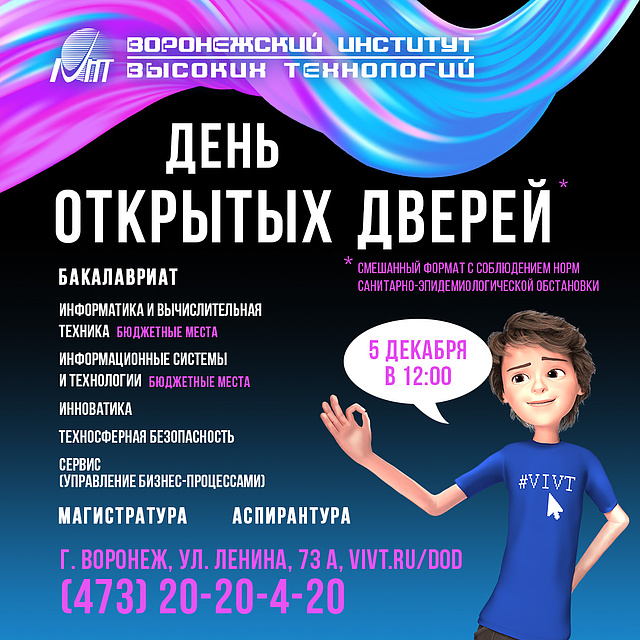 ВИВТ
ВОРОНЕЖСКИЙ ИНСТИТУТ
ВЫСОКИХ ТЕХНОЛОГИЙ
ДЕНЬ
ОТКРЫТЫХ ДВЕРЕЙ*
* СМЕШАННЫЙ ФОРМАТ С СОБЛЮДЕНИЕМ НОРМ
САНИТАРНО-ЭПИДЕМИОЛОГИЧЕСКОЙ ОБСТАНОВКИ
БАКАЛАВРИАТ
ИНФОРМАТИКА И ВЫЧИСЛИТЕЛЬНАЯ
ТЕХНИКА БЮДЖЕТНЫЕ МЕСТА
ИНФОРМАЦИОННЫЕ СИСТЕМЫ
И ТЕХНОЛОГИИ БЮДЖЕТНЫЕ МЕСТА
ИННОВАТИКА
ТЕХНОСФЕРНАЯ БЕЗОПАСНОСТЬ
СЕРВИС
(УПРАВЛЕНИЕ БИЗНЕС-ПРОЦЕССАМИ)
МАГИСТРАТУРА АСПИРАНТУРА
5 ДЕКАБРЯ
В 12:00
#VIVT
Г. ВОРОНЕЖ, УЛ. ЛЕНИНА, 73 А, VIVT.RU/DOD
(473) 20-20-4-20